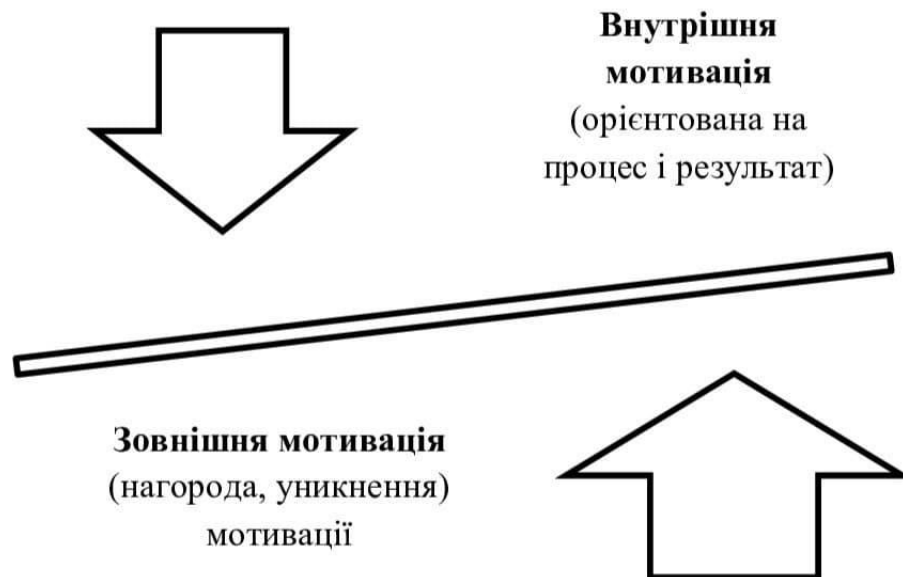 Внутрішня
мотивація
(орієнтована на
процес і результат)
Зовнішня мотивація
(нагорода, уникнення)
мотивації